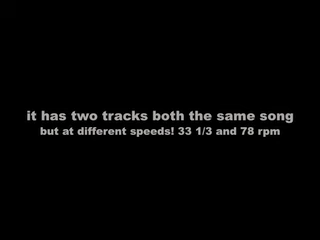 it has two tracks both the same song
but at different speeds! 33 1/3 and 78 rpm